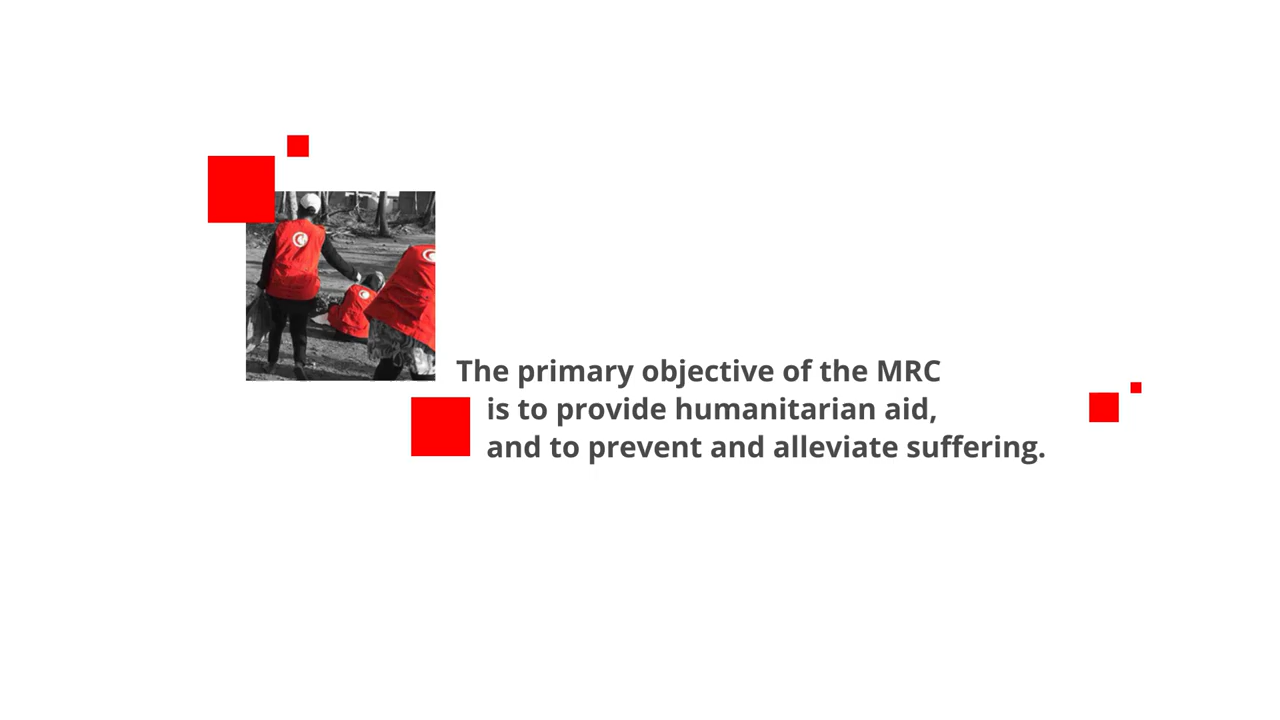 The primary objective of the MRC
is to provide humanitarian aid,
and to prevent and alleviate suffering.